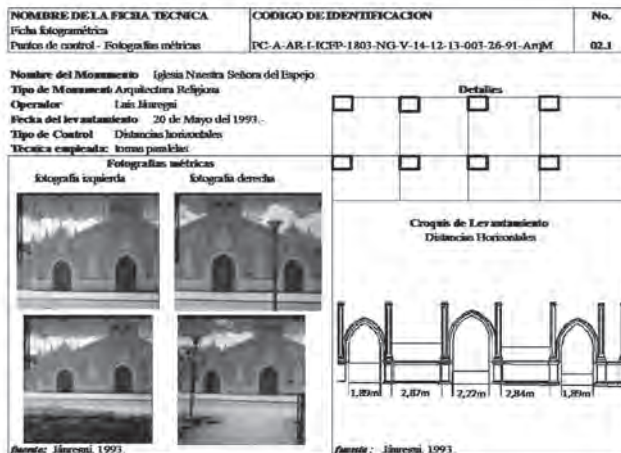 NOMBRE DE LA FICHA TECNICA
Ficha fotogramétrica
Puntos de control - Fotografías métricas
CODIGO DE IDENTIFICACION
PC-A-AR-I-ICFP-1803-NG-V-14-12-13-003-26-91-ArqM
No.
02.1
Nombre del Monumento Iglesia Nuestra Señora del Espejo
Tipo de Monument: Arquitectura Religiosa
Operador Luis Jáuregui
Fecha del levantamiento 20 de Mayo del 1993.-
Tipo de Control Distancias horizontales
Técnica empleada: tomas paralelas
Fotografías métricas
fotografía izquierda fotografía derecha
fuente: Jáuregui, 1993.
Detalles
Croquis de Levantamiento
Distancias Horizontales
1,89m 2,87m 2,27m 2,84m 1,89m
fuente : Jáuregui, 1993.